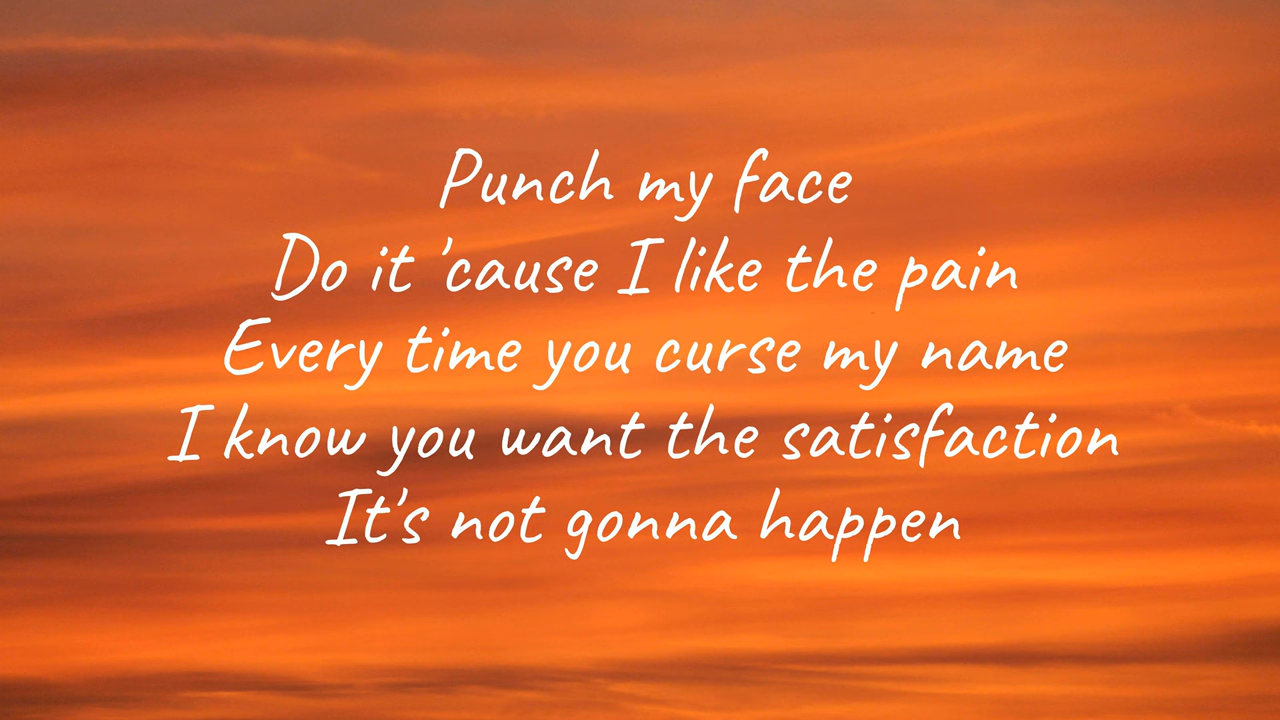 Punch my face
Do it 'cause I like the pain
Every time you curse my name
I know you want the satisfaction
It's not gonna happen